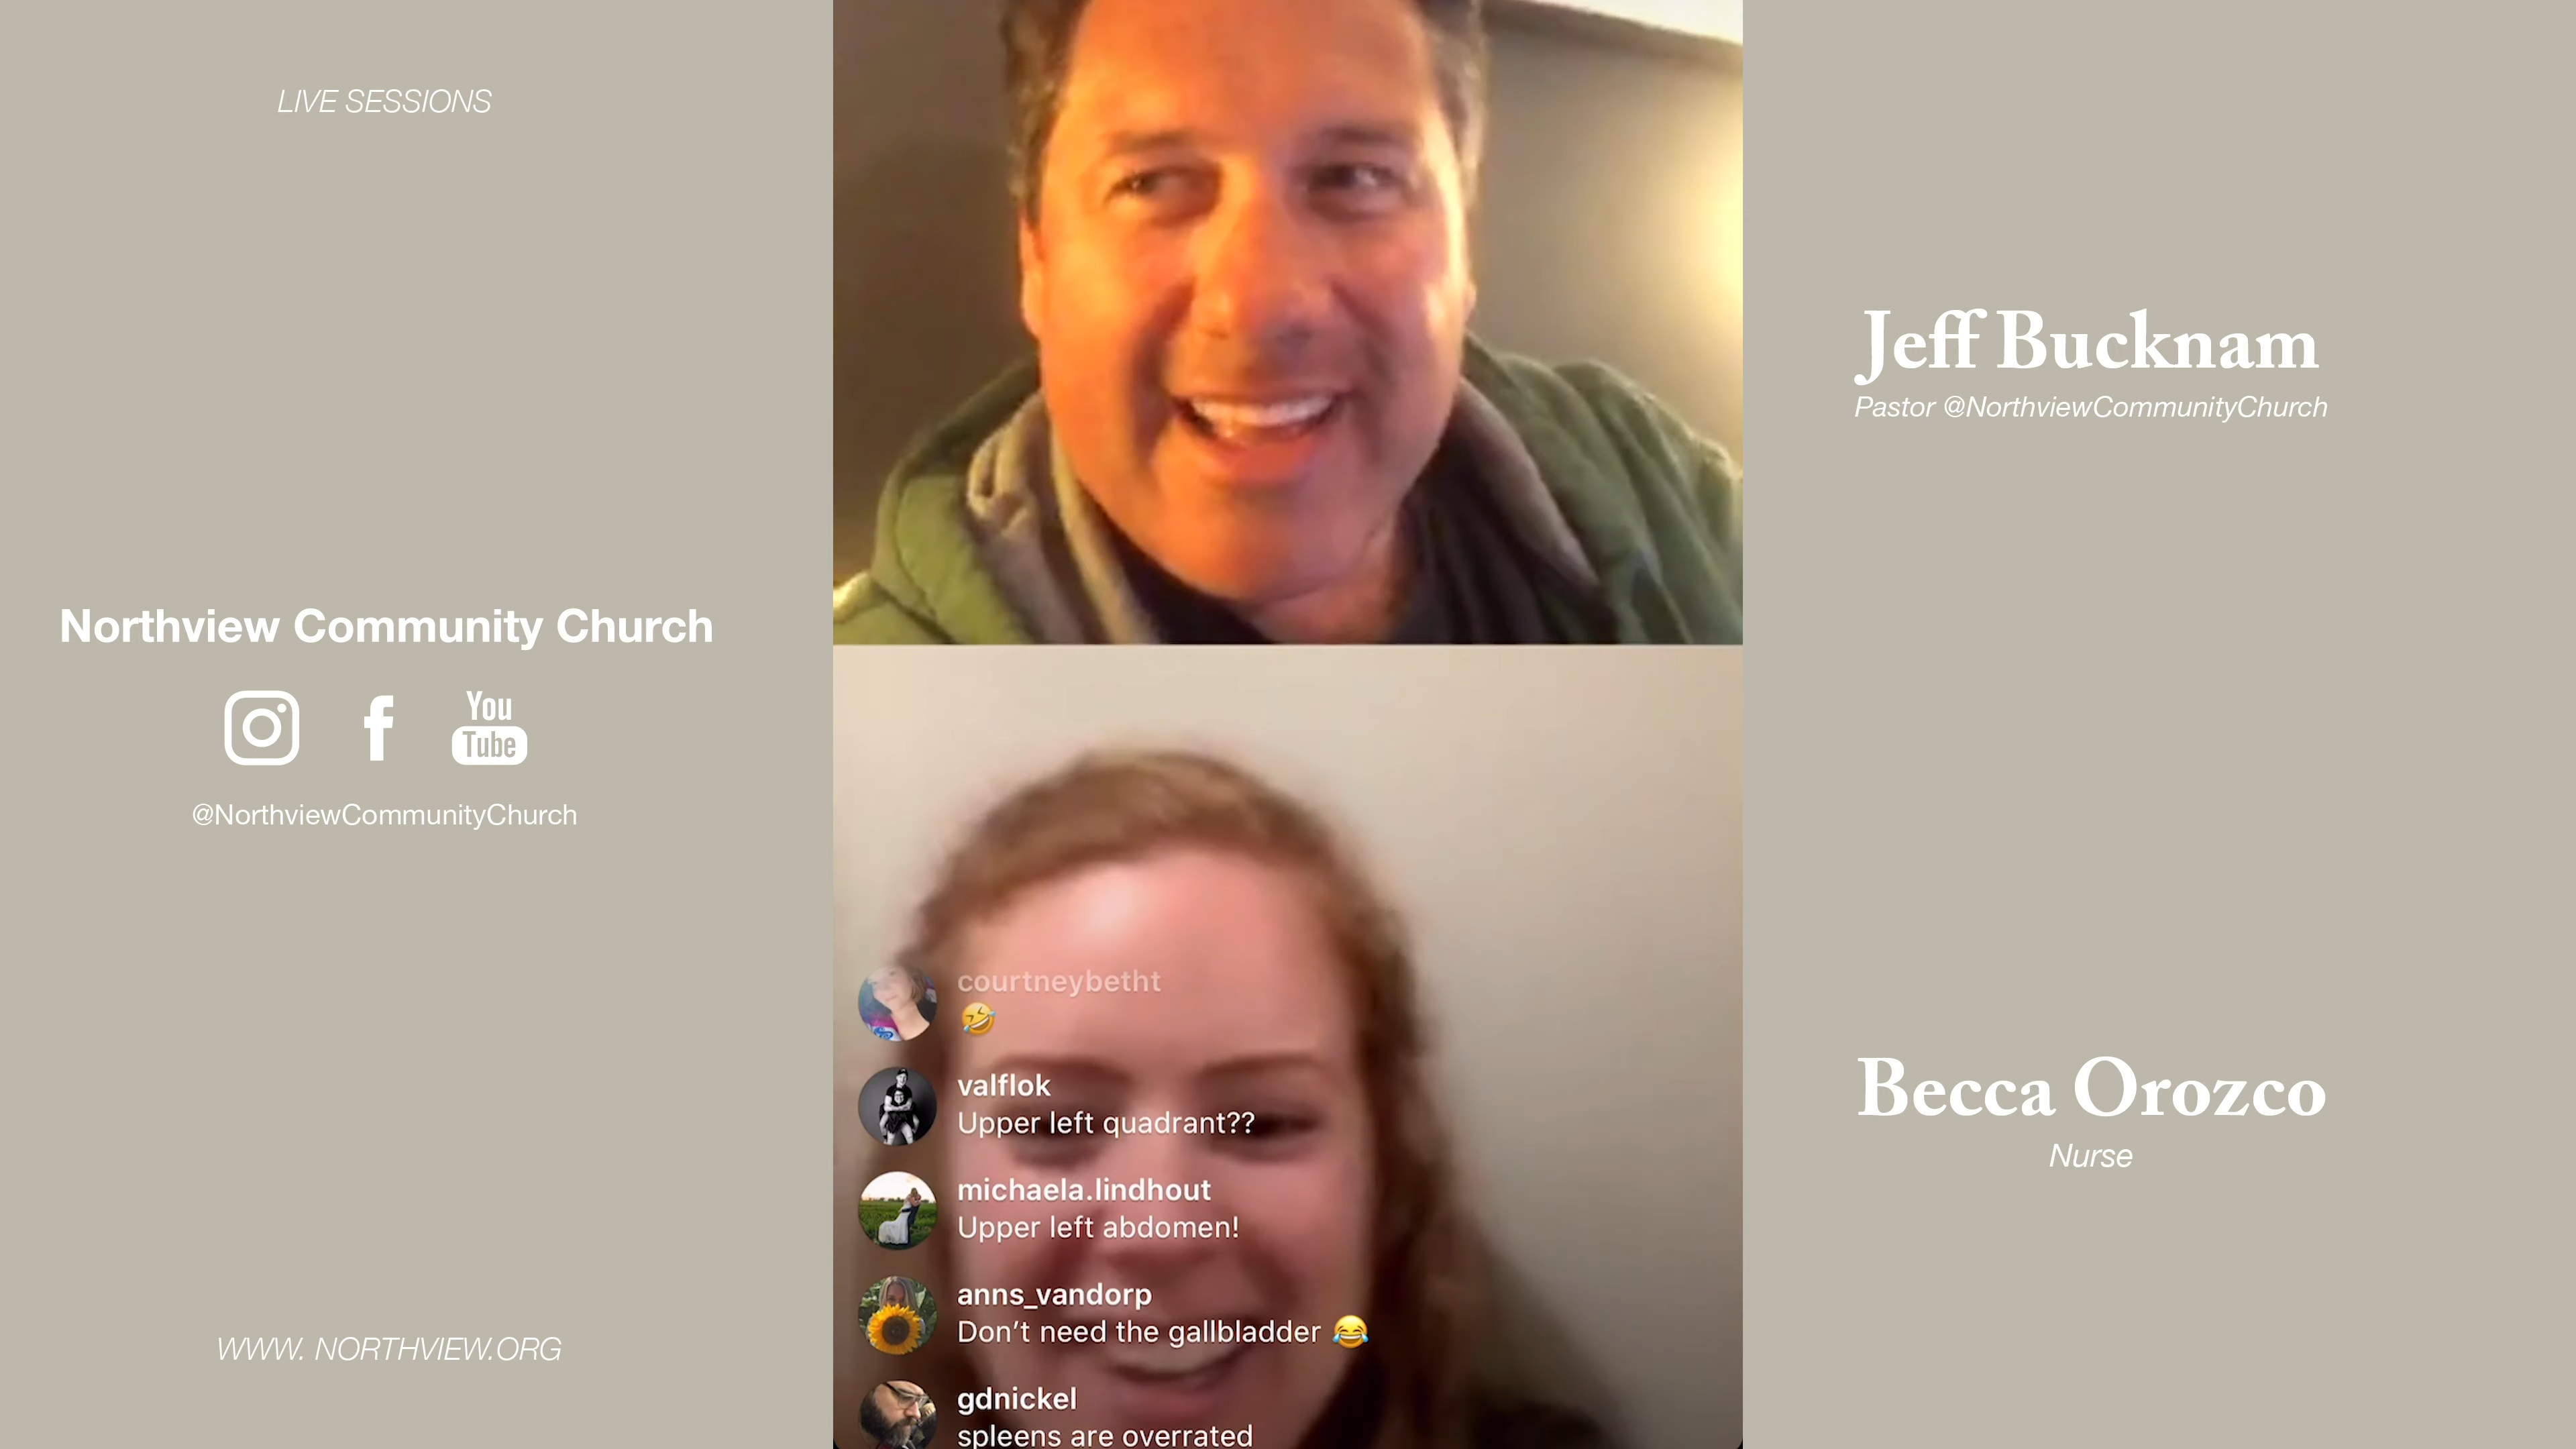 LIVE SESSIONS
Northview Community Church
You
Tube
@NorthviewCommunityChurch
WWW. NORTHVIEW.ORG
courtneybetht
🤣
valflok
Upper left quadrant??
michaela.lindhout
Upper left abdomen!
anns_vandorp
Don’t need the gallbladder 😂
gdnickel
spleens are overrated
Jeff Bucknam
Pastor @NorthviewCommunityChurch
Becca Orozco
Nurse